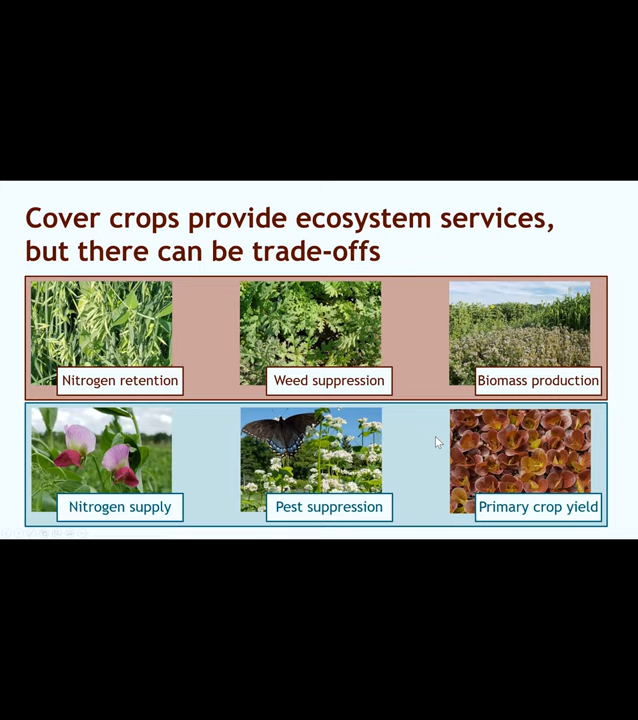 Cover crops provide ecosystem services,
but there can be trade-offs
Nitrogen retention
Weed suppression
Biomass production
Nitrogen supply
Pest suppression
Primary crop yield